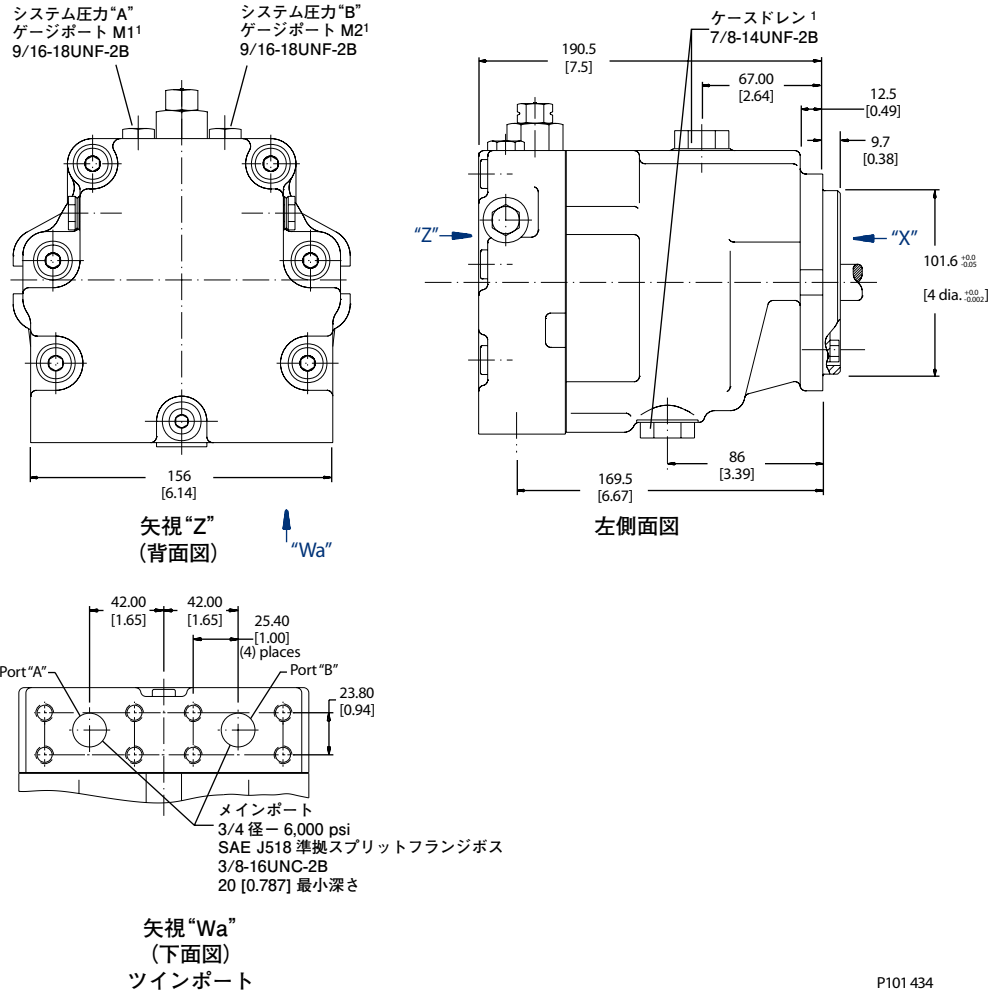 システム圧力“A”
ゲージポート M1¹
9/16-18UNF-2B
システム圧力“B”
ゲージポート M2¹
9/16-18UNF-2B
ケースドレン ¹
7/8-14UNF-2B
190.5
[7.5]
67.00
[2.64]
12.5
[0.49]
9.7
[0.38]
“Z”
“X”
101.6 +0.0 -0.05
[4 dia. +0.0 -0.002]
156
[6.14]
86
[3.39]
169.5
[6.67]
矢視“Z”
（背面図）
“Wa”
左側面図
42.00
[1.65]
42.00
[1.65]
25.40
[1.00]
(4) places
Port “A”
Port “B”
23.80
[0.94]
メインポート
3/4 径 － 6,000 psi
SAE J518 準拠スプリットフランジボス
3/8-16UNC-2B
20 [0.787] 最小深さ
矢視“Wa”
（下面図）
ツインポート
P101 434